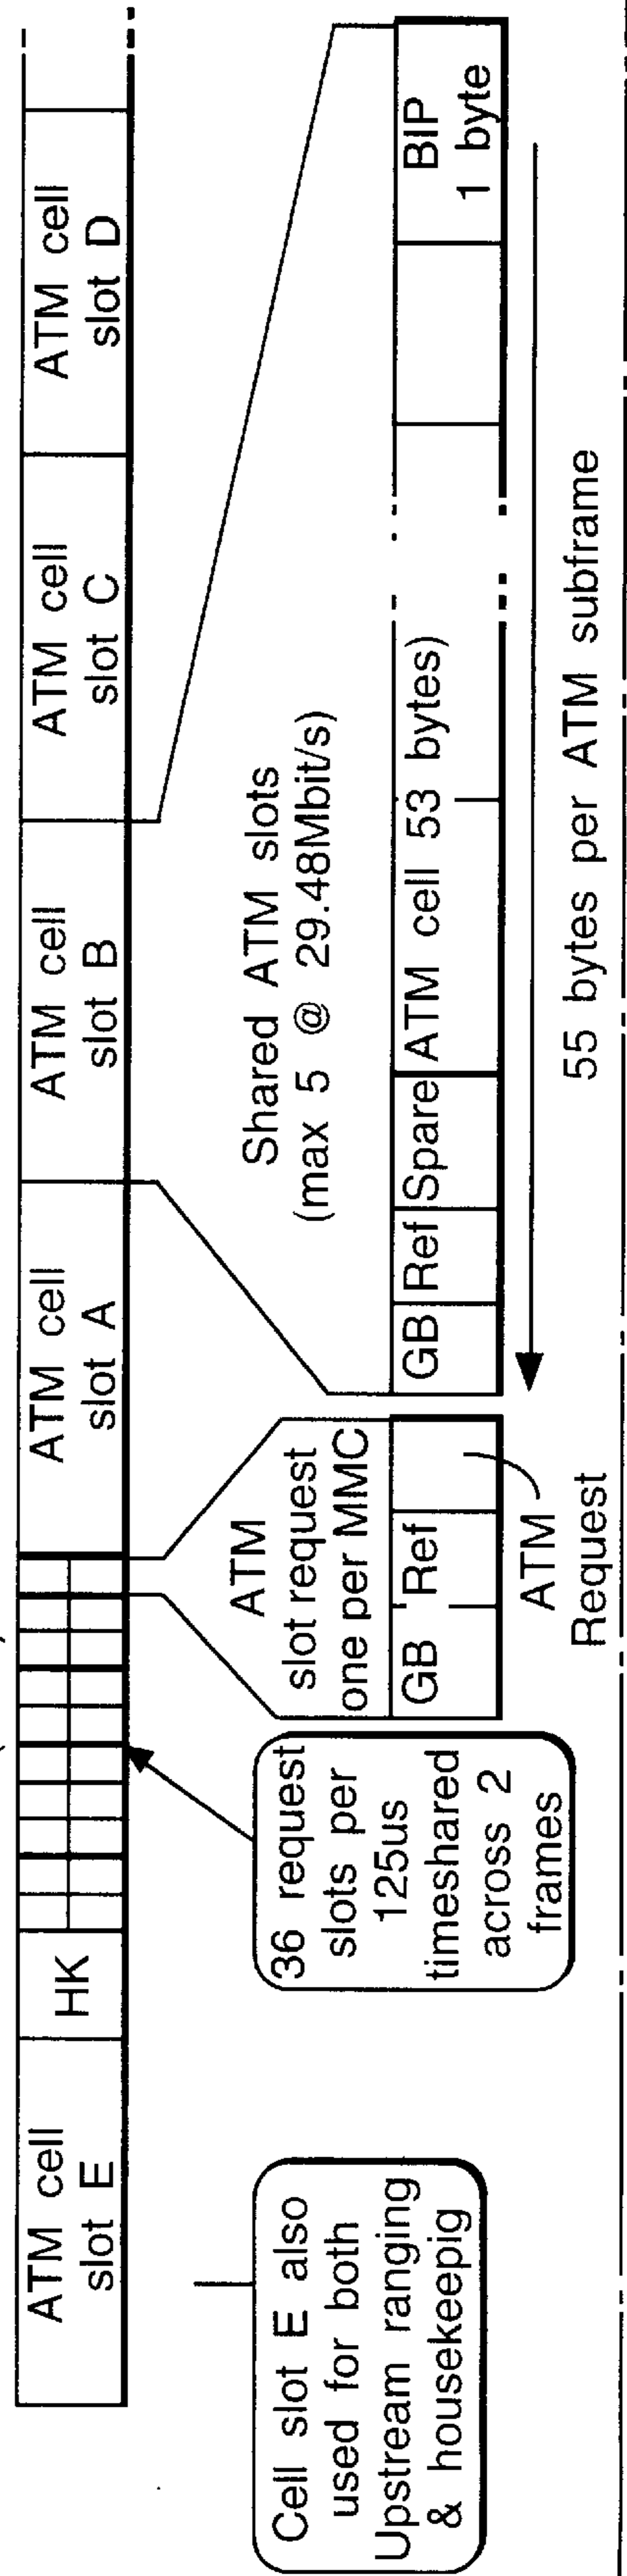 ATM cell
slot E
HK
ATM cell
slot A
ATM cell
slot B
ATM cell
slot C
ATM cell
slot D
Cell slot E also
used for both
Upstream ranging
& housekeepig
36 request
slots per
125us
timeshared
across 2
frames
ATM
slot request
one per MMC
GB Ref
ATM
Request
Shared ATM slots
(max 5 @ 29.48Mbit/s)
GB Ref Spare ATM cell 53 bytes)
BIP
1 byte
55 bytes per ATM subframe